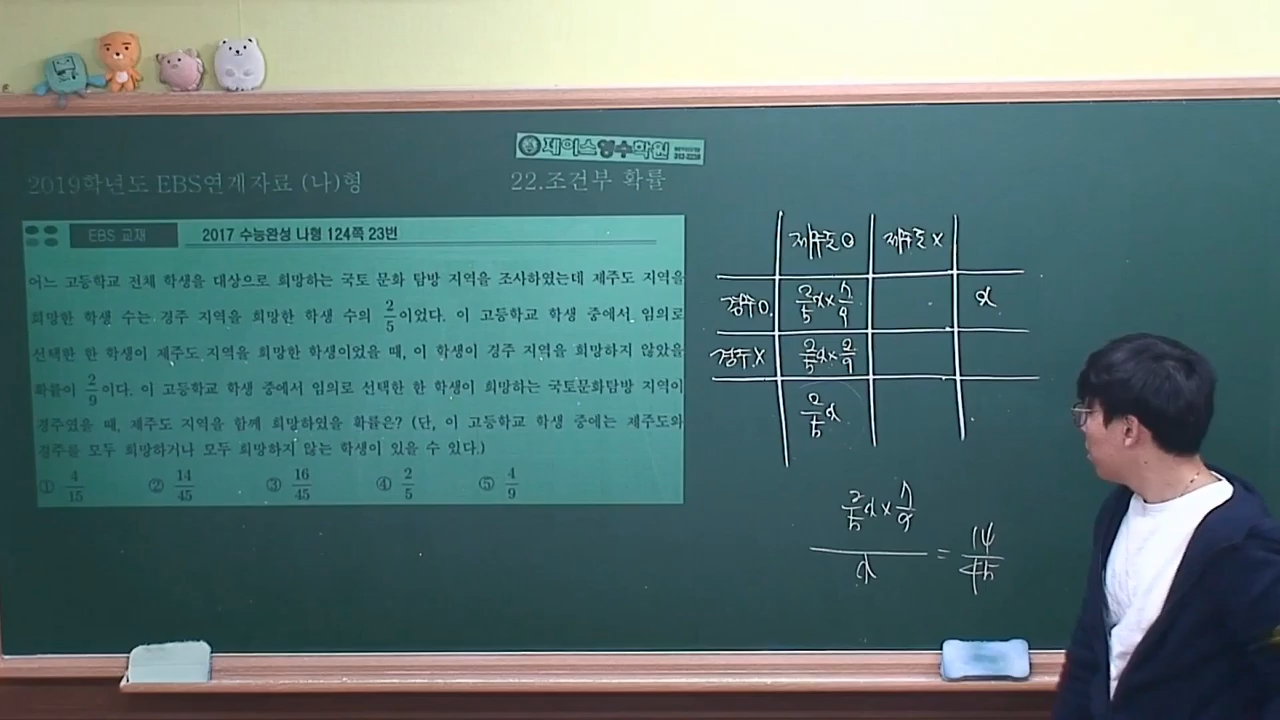 제이스영수학원
2019학년도 EBS연계자료 (나)형
22.조건부 확률
EBS 교재
2017 수능완성 나형 124쪽 23번
어느 고등학교 전체 학생을 대상으로 희망하는 국토 문화 탐방 지역을 조사하였는데 제주도 지역을
희망한 학생 수는 경주 지역을 희망한 학생 수의 2/5이었다. 이 고등학교 학생 중에서 임의로
선택한 한 학생이 제주도 지역을 희망한 학생이었을 때, 이 학생이 경주 지역을 희망하지 않았을
확률이 2/9이다. 이 고등학교 학생 중에서 임의로 선택한 한 학생이 희망하는 국토문화탐방 지역이
경주였을 때, 제주도 지역을 함께 희망하였을 확률은? (단, 이 고등학교 학생 중에는 제주도와
경주를 모두 희망하거나 모두 희망하지 않는 학생이 있을 수 있다.)
① 4/15 ② 14/45 ③ 16/45 ④ 2/5 ⑤ 4/9
제주도 O 제주도 X
경주 O 2/5 x × 7/9 x
경주 X 2/5 x × 2/9
2/5 x
2/5 x × 7/9
x
= 14/45